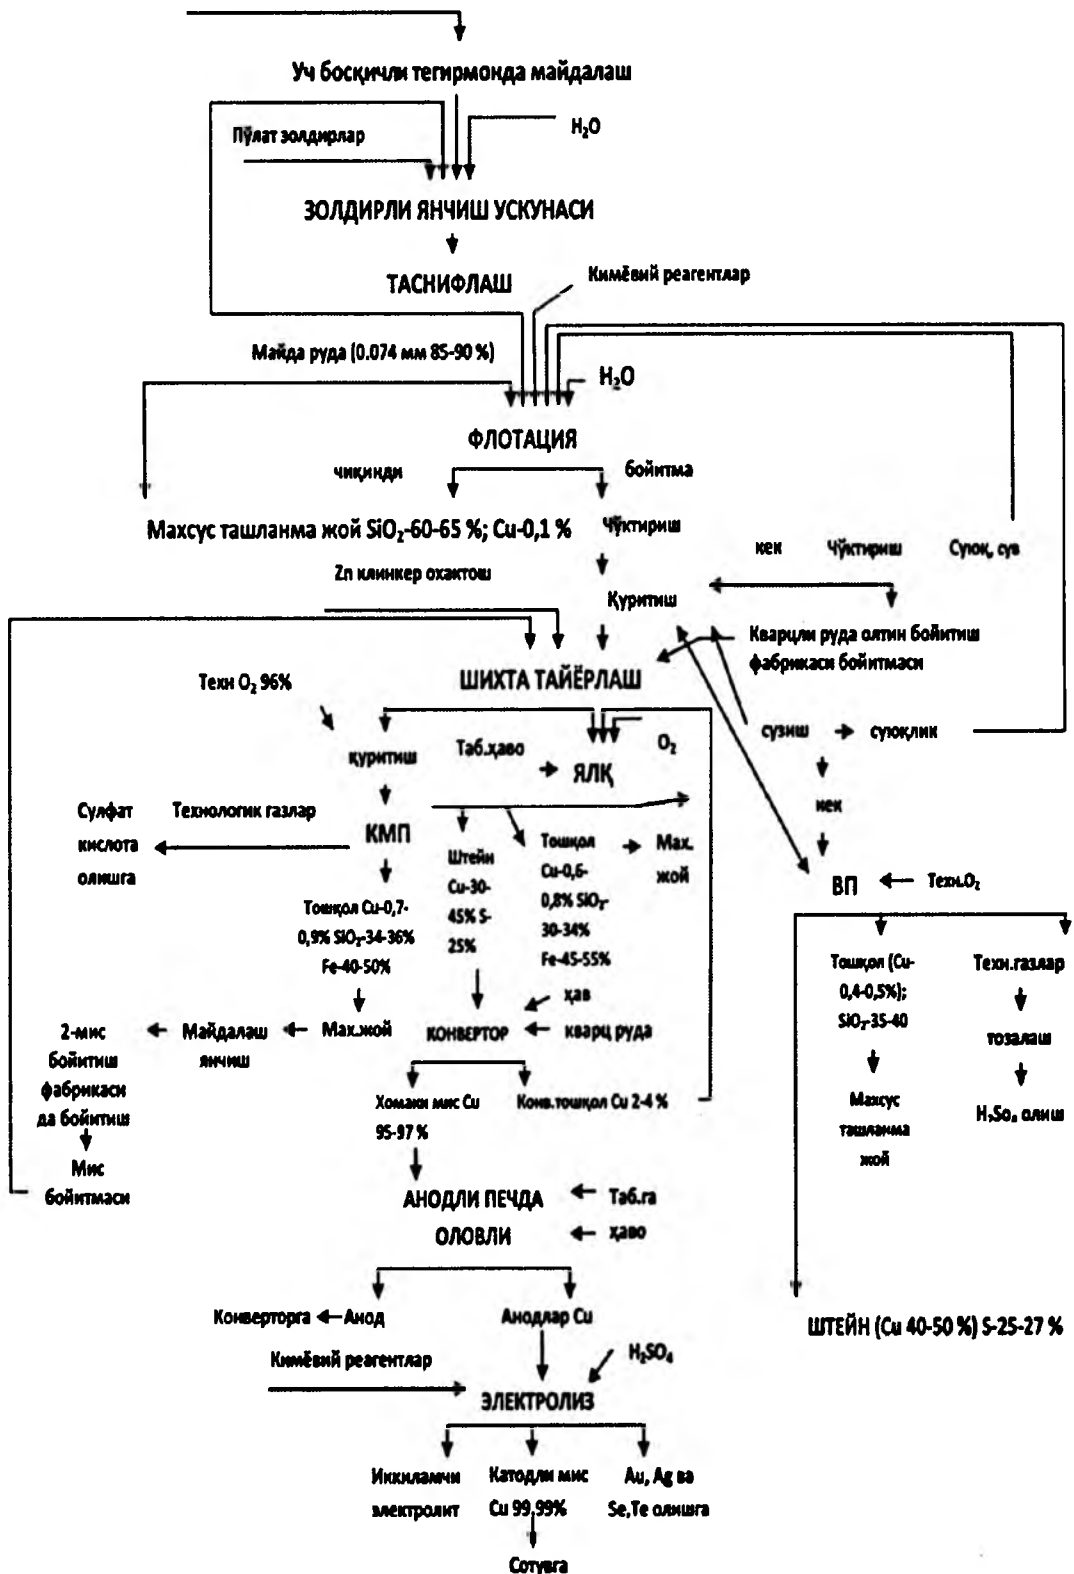 Уч босқичли тегирмонда майдалаш
Пўлат золдирлар
H₂O
ЗОЛДИРЛИ ЯНЧИШ УСКУНАСИ
ТАСНИФЛАШ
Кимёвий реагентлар
Майда руда (0.074 мм 85-90 %)
H₂O
ФЛОТАЦИЯ
чиқинди
бойитма
Махсус ташланма жой SiO₂-60-65 %; Cu-0,1 %
Чўктириш
кек
Чўктириш
Суюқ, сув
Zn клинкер охактош
Қуритиш
Кварцли руда олтин бойитиш
фабрикаси бойитмаси
ШИХТА ТАЙЁРЛАШ
Техн O₂ 96%
қуритиш
Таб.ҳаво
O₂
ЯЛҚ
сузиш
суюқлик
кек
Сулфат
кислота
олишга
Технологик газлар
КМП
Штейн
Cu-30-
45% S-
25%
Тошқол
Cu-0,6-
0,8% SiO₂-
30-34%
Fe-45-55%
Мах.
жой
ВП
Техн.O₂
Тошқол Cu-0,7-
0,9% SiO₂-34-36%
Fe-40-50%
Тошқол (Cu-
0,4-0,5%);
SiO₂-35-40
Техн.газлар
тозалаш
H₂So₄ олиш
Махсус
ташланма
жой
2-мис
бойитиш
фабрикаси
да бойитиш
Майдалаш
янчиш
Мах.жой
КОНВЕРТОР
ҳав
кварц руда
Хомаки мис Cu
95-97 %
Конв.тошқол Cu 2-4 %
Мис
бойитмаси
АНОДЛИ ПЕЧДА
ОЛОВЛИ
Таб.га
ҳаво
Конверторга
Анод
Анодлар Cu
ШТЕЙН (Cu 40-50 %) S-25-27 %
Кимёвий реагентлар
H₂SO₄
ЭЛЕКТРОЛИЗ
Иккиламчи
электролит
Катодли мис
Cu 99,99%
Au, Ag ва
Se,Te олишга
Сотувга